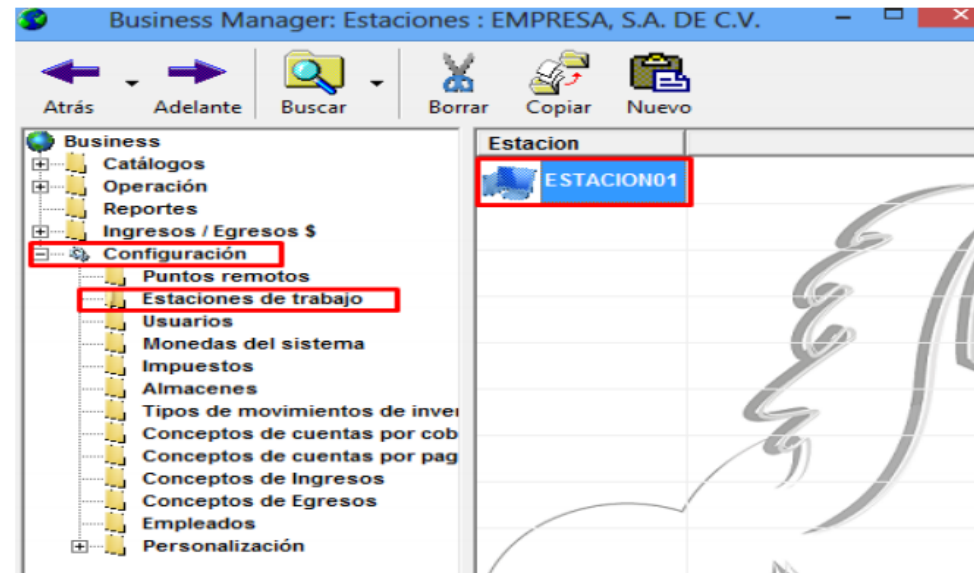 Business Manager: Estaciones : EMPRESA, S.A. DE C.V.
Atrás Adelante Buscar Borrar Copiar Nuevo
Business
Catálogos
Operación
Reportes
Ingresos / Egresos $
Configuración
Puntos remotos
Estaciones de trabajo
Usuarios
Monedas del sistema
Impuestos
Almacenes
Tipos de movimientos de inver
Conceptos de cuentas por cob
Conceptos de cuentas por pag
Conceptos de Ingresos
Conceptos de Egresos
Empleados
Personalización
Estacion
ESTACION01